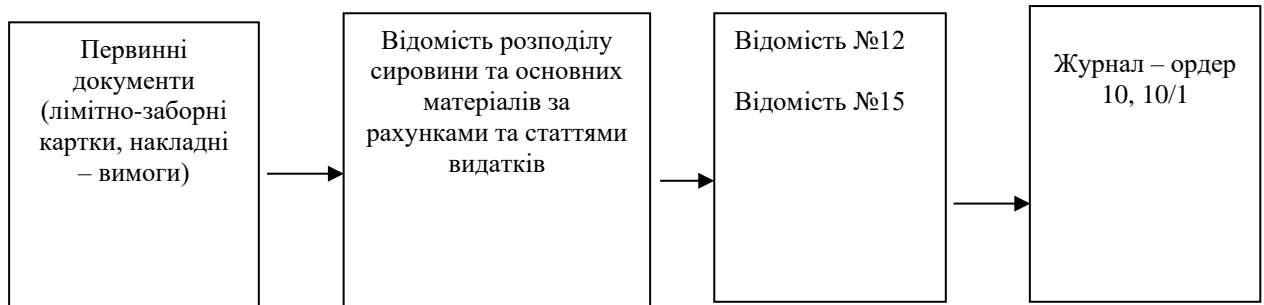 Первинні
документи
(лімітно-заборні
картки, накладні
– вимоги)
Відомість розподілу
сировини та основних
матеріалів за
рахунками та статтями
видатків
Відомість №12
Відомість №15
Журнал – ордер
10, 10/1